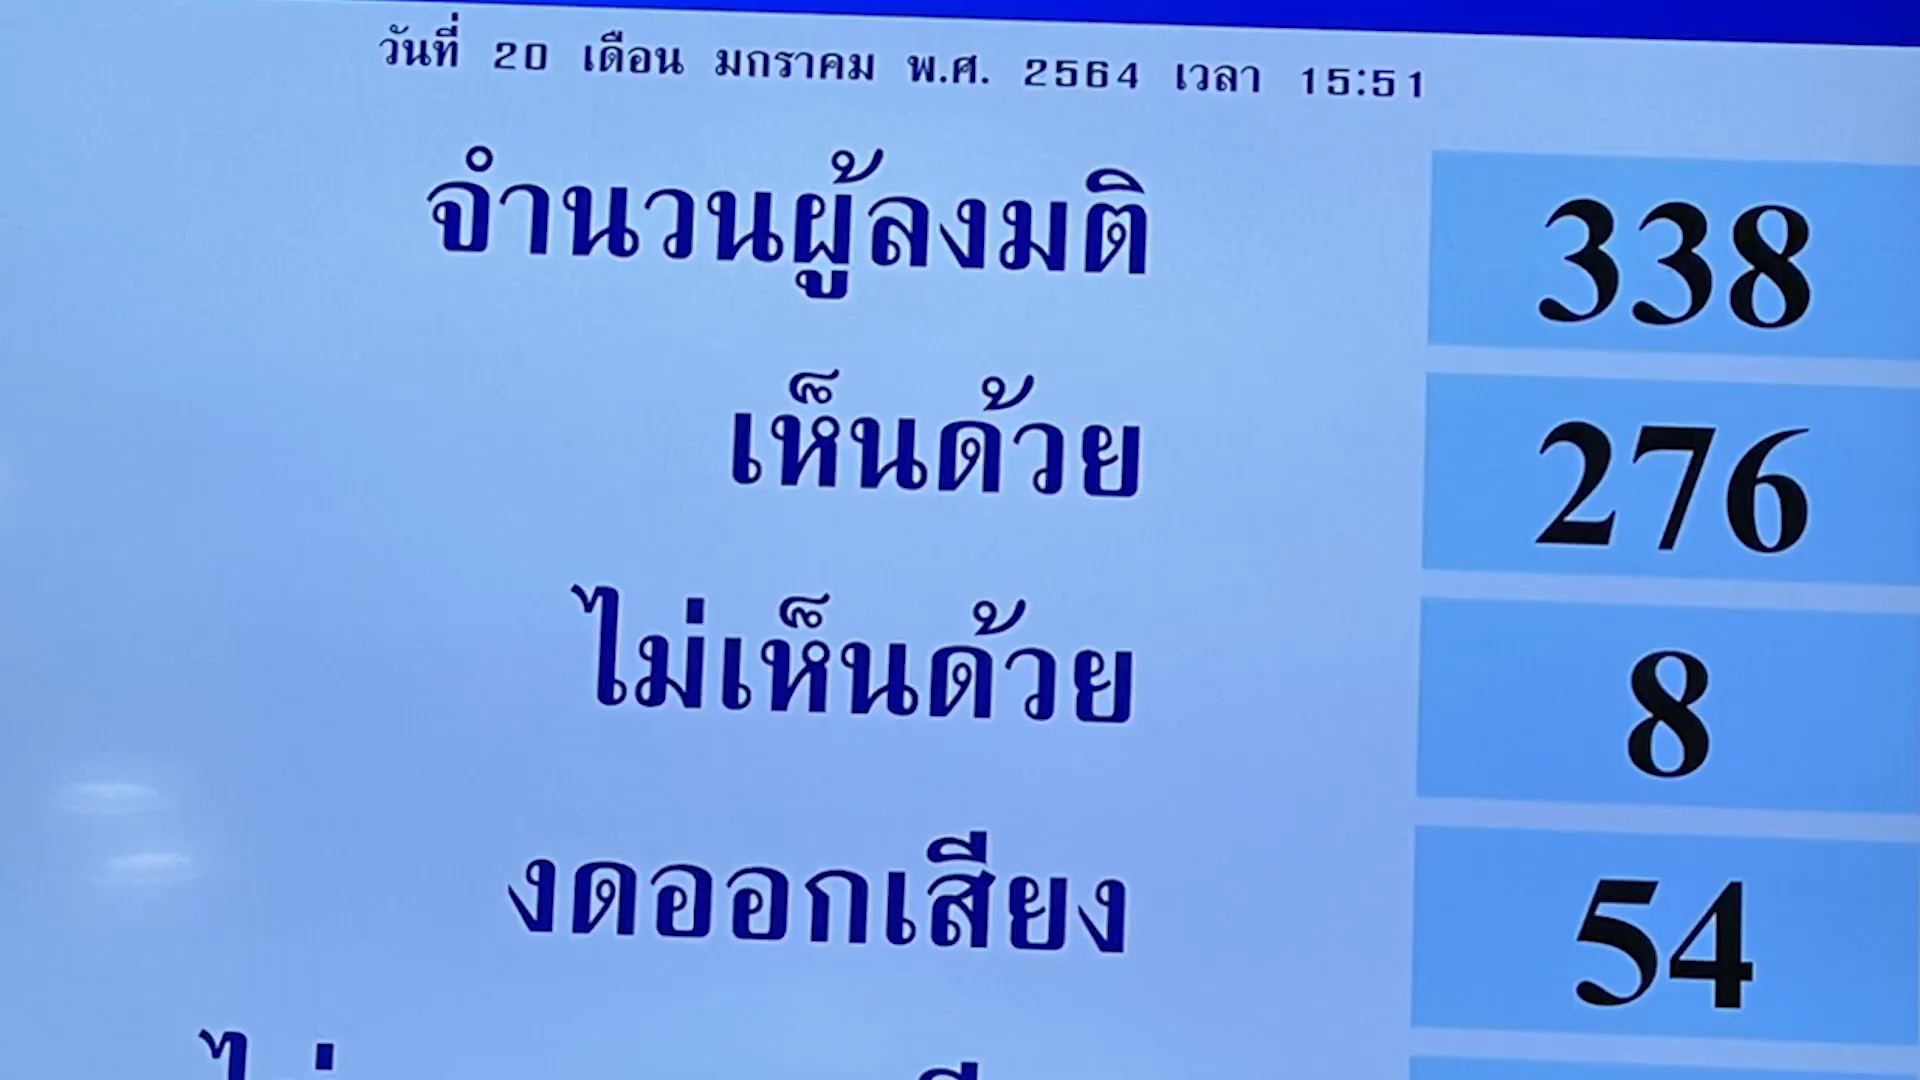 วันที่ 20 เดือน มกราคม พ.ศ. 2564 เวลา 15:51
จำนวนผู้ลงมติ 338
เห็นด้วย 276
ไม่เห็นด้วย 8
งดออกเสียง 54